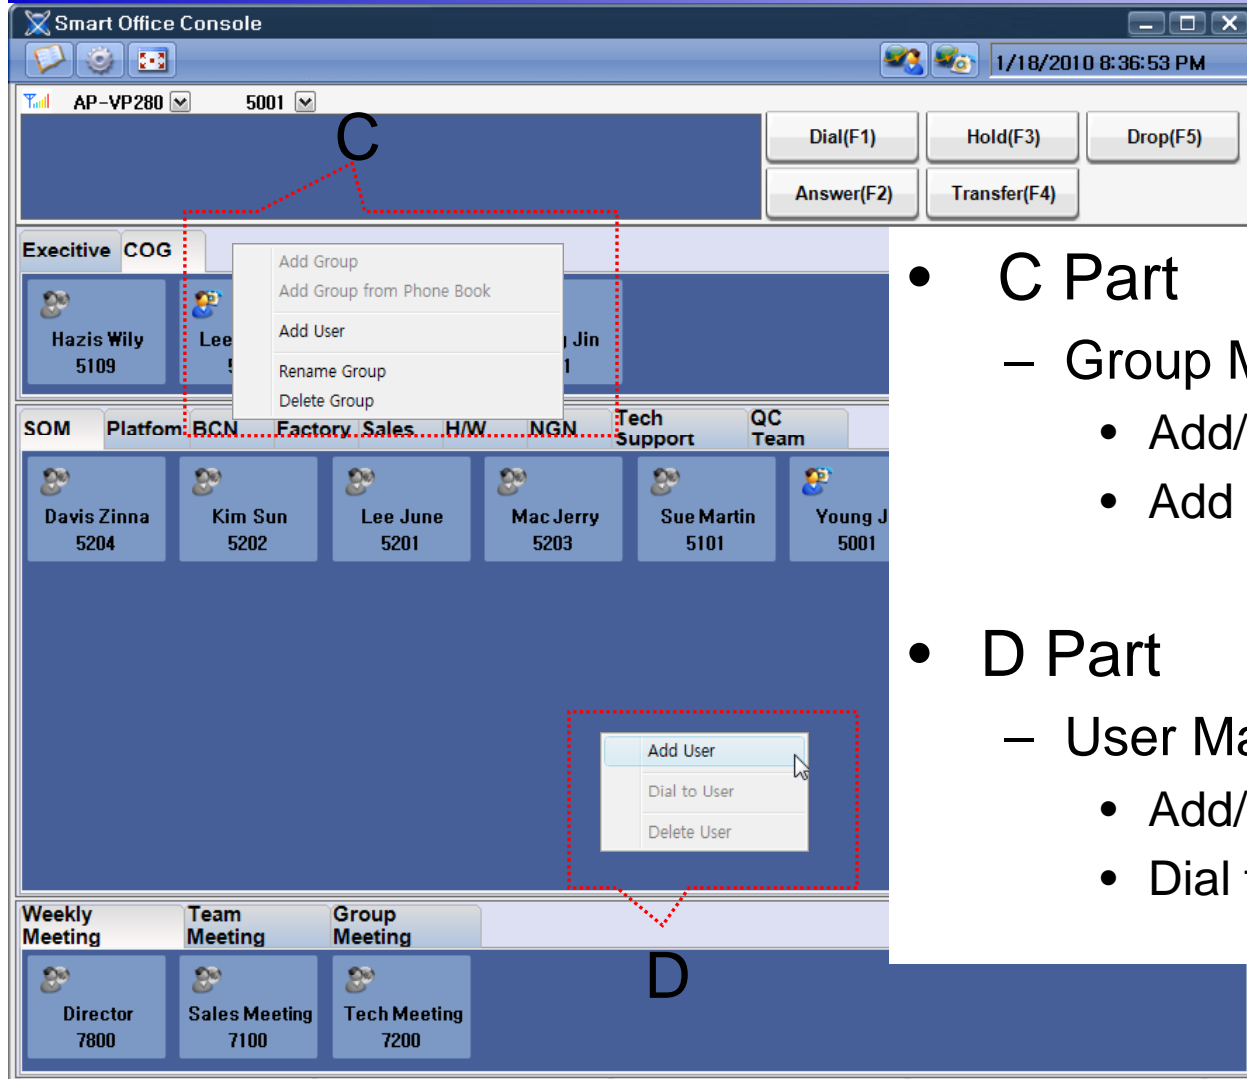 Smart Office Console
1/18/2010 8:36:53 PM
AP-VP280 5001
C
Dial(F1) Hold(F3) Drop(F5)
Answer(F2) Transfer(F4)
Execitive COG
Add Group
Add Group from Phone Book
Add User
Rename Group
Delete Group
Hazis Wily
5109
Lee
Jin
1
SOM Platfom BCN Factory Sales H/W NGN Tech Support QC Team
Davis Zinna
5204
Kim Sun
5202
Lee June
5201
Mac Jerry
5203
Sue Martin
5101
Young J
5001
Add User
Dial to User
Delete User
D
Weekly Meeting Team Meeting Group Meeting
Director
7800
Sales Meeting
7100
Tech Meeting
7200
• C Part
– Group M
• Add/
• Add
• D Part
– User Ma
• Add/
• Dial